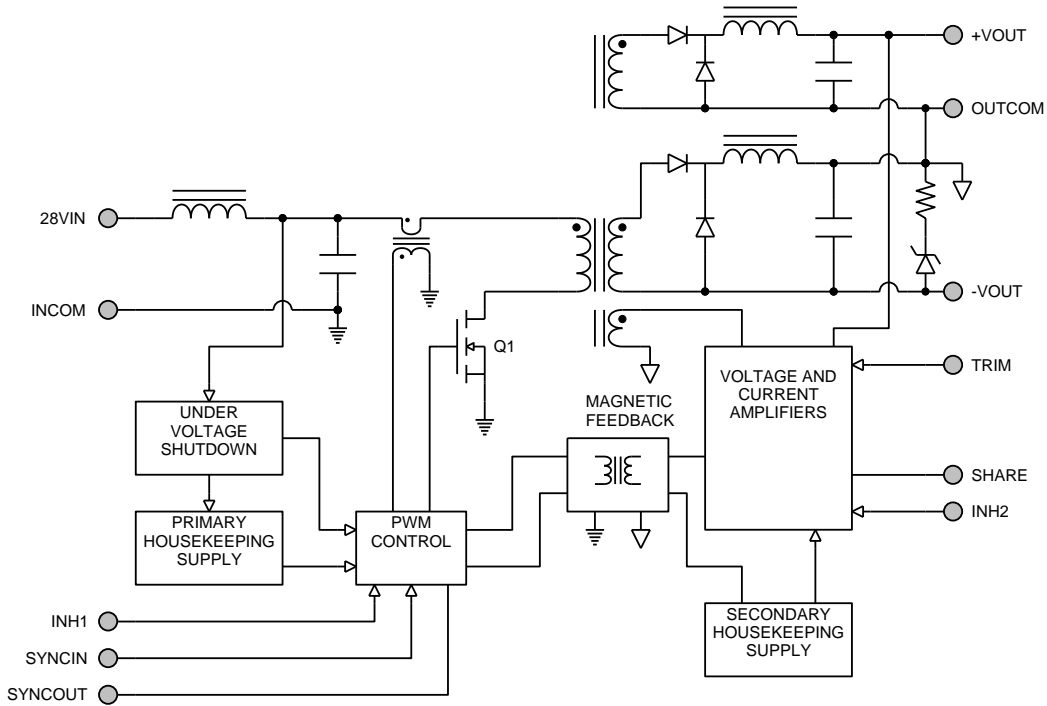 +VOUT
OUTCOM
28VIN
INCOM
-VOUT
Q1
TRIM
VOLTAGE AND
CURRENT
AMPLIFIERS
MAGNETIC
FEEDBACK
UNDER
VOLTAGE
SHUTDOWN
SHARE
INH2
PRIMARY
HOUSEKEEPING
SUPPLY
PWM
CONTROL
INH1
SECONDARY
HOUSEKEEPING
SUPPLY
SYNCIN
SYNCOUT